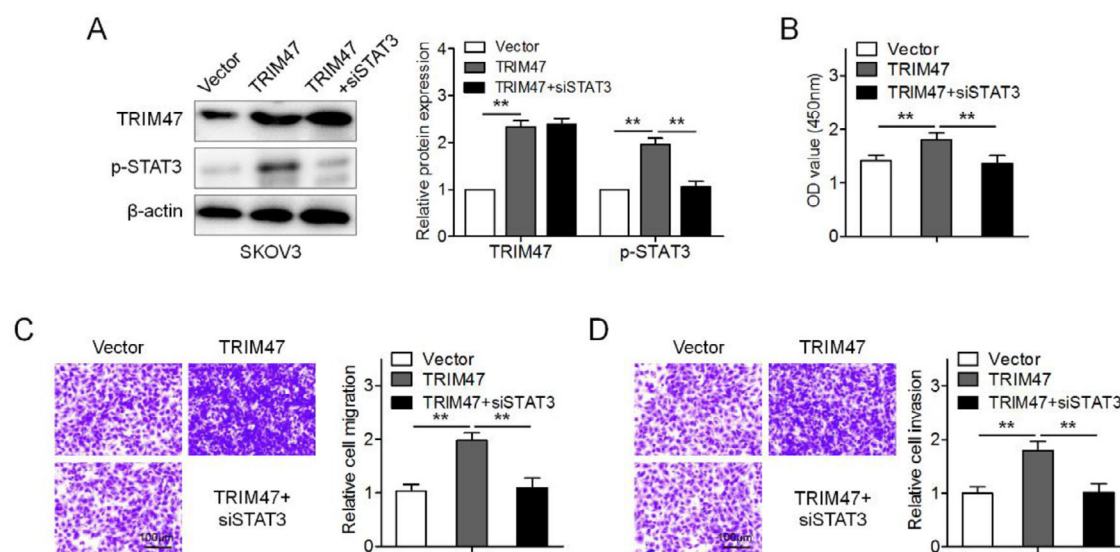 A
Vector
TRIM47
TRIM47
+siSTAT3
TRIM47
p-STAT3
β-actin
SKOV3
Relative protein expression
4
3
2
1
0
Vector
TRIM47
TRIM47+siSTAT3
**
**
**
TRIM47
p-STAT3
B
OD value (450nm)
3
2
1
0
Vector
TRIM47
TRIM47+siSTAT3
**
**
C
Vector
TRIM47
TRIM47+
siSTAT3
100μm
Relative cell migration
3
2
1
0
Vector
TRIM47
TRIM47+siSTAT3
**
**
D
Vector
TRIM47
TRIM47+
siSTAT3
100μm
Relative cell invasion
3
2
1
0
Vector
TRIM47
TRIM47+siSTAT3
**
**